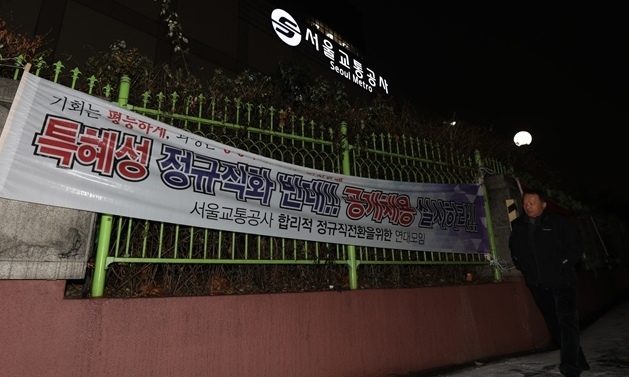 서울교통공사
Seoul Metro
기회는 평등하게,
특혜성 정규직화 반대!!! 공개채용 실시하라!!!
서울교통공사 합리적 정규직전환을위한 연대모임